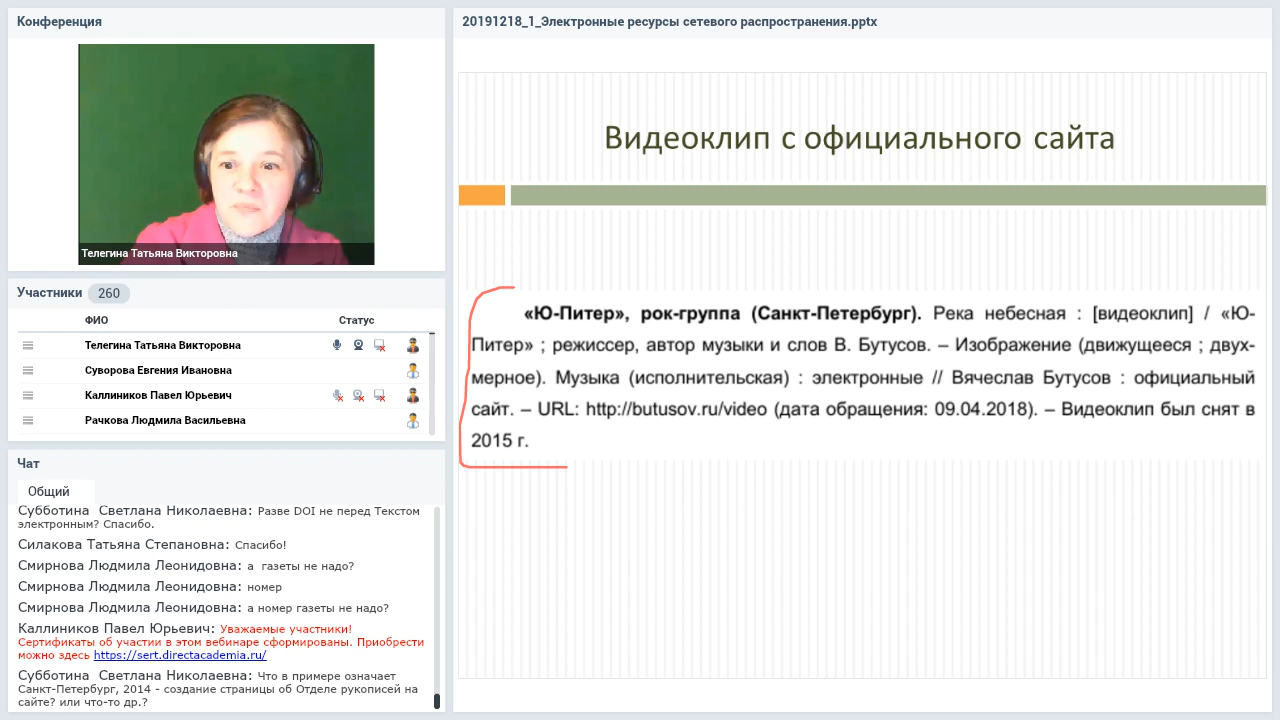 Конференция
Телегина Татьяна Викторовна
Участники 260
ФИО Статус
Телегина Татьяна Викторовна
Суворова Евгения Ивановна
Каллиников Павел Юрьевич
Рачкова Людмила Васильевна
Чат
Общий
Субботина Светлана Николаевна: Разве DOI не перед Текстом
электронным? Спасибо.
Силакова Татьяна Степановна: Спасибо!
Смирнова Людмила Леонидовна: а газеты не надо?
Смирнова Людмила Леонидовна: номер
Смирнова Людмила Леонидовна: а номер газеты не надо?
Каллиников Павел Юрьевич: Уважаемые участники!
Сертификаты об участии в этом вебинаре сформированы. Приобрести
можно здесь https://sert.directacademia.ru/
Субботина Светлана Николаевна: Что в примере означает
Санкт-Петербург, 2014 - создание страницы об Отделе рукописей на
сайте? или что-то др.?
20191218_1_Электронные ресурсы сетевого распространения.pptx
Видеоклип с официального сайта
«Ю-Питер», рок-группа (Санкт-Петербург). Река небесная : [видеоклип] / «Ю-
Питер» ; режиссер, автор музыки и слов В. Бутусов. – Изображение (движущееся ; двух-
мерное). Музыка (исполнительская) : электронные // Вячеслав Бутусов : официальный
сайт. – URL: http://butusov.ru/video (дата обращения: 09.04.2018). – Видеоклип был снят в
2015 г.